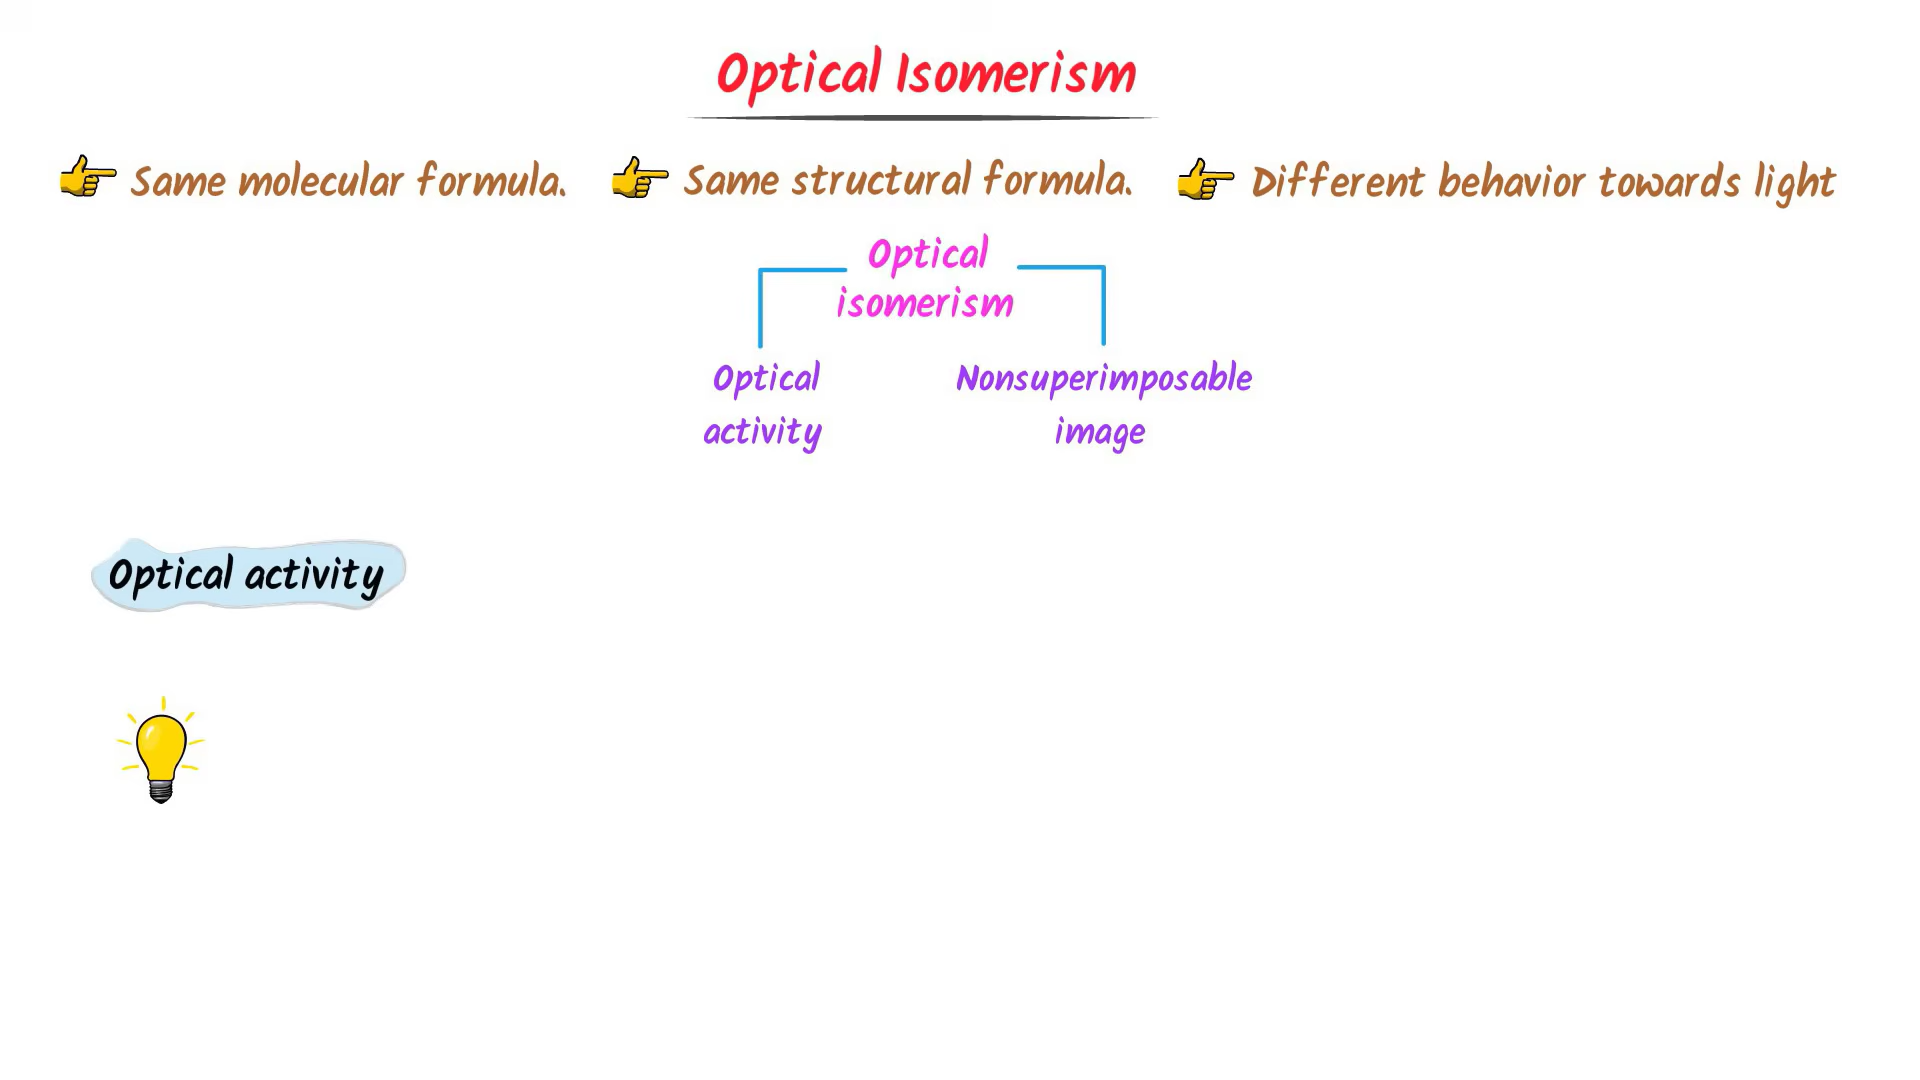 Optical Isomerism
Same molecular formula. Same structural formula. Different behavior towards light
Optical
isomerism
Optical
activity
Nonsuperimposable
image
Optical activity